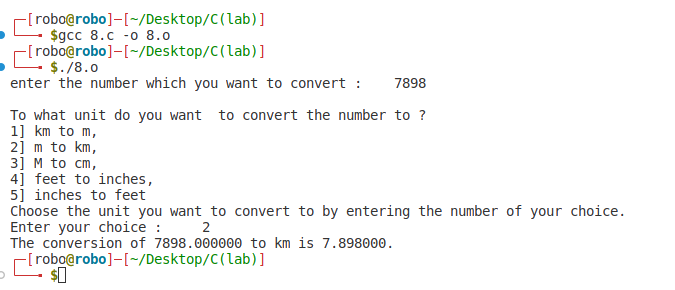 ┌─[robo@robo]─[~/Desktop/C(lab)]
└──╼ $gcc 8.c -o 8.o
┌─[robo@robo]─[~/Desktop/C(lab)]
└──╼ $./8.o
enter the number which you want to convert :    7898
To what unit do you want  to convert the number to ?
1] km to m,
2] m to km,
3] M to cm,
4] feet to inches,
5] inches to feet
Choose the unit you want to convert to by entering the number of your choice.
Enter your choice :     2
The conversion of 7898.000000 to km is 7.898000.
┌─[robo@robo]─[~/Desktop/C(lab)]
└──╼ $